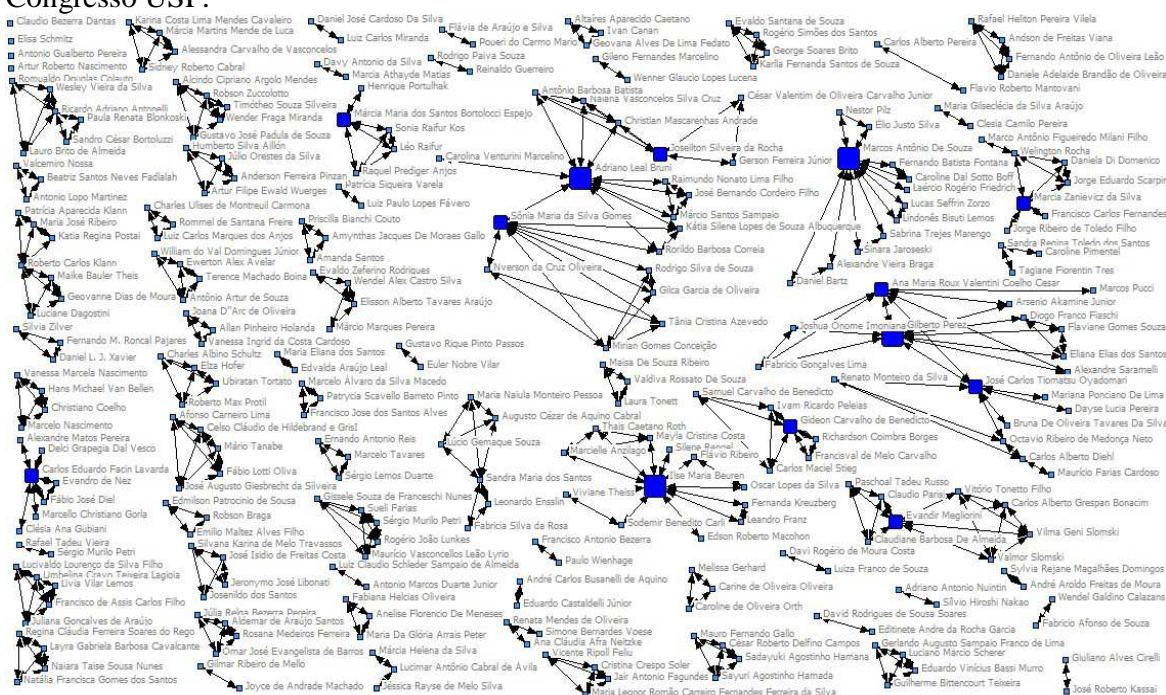 Congresso USP:
Claudio Bezerra Dantas
Elisa Schmitz
Antonio Gualberto Pereira
Artur Roberto Nascimento
Romualdo Douglas Colauto
Wesley Vieira da Silva
Ricardo Adriano Antonelli
Paula Renata Blonkoski
Sandro César Bortoluzzi
Lauro Brito de Almeida
Valcemiro Nossa
Beatriz Santos Neves Fadlalah
Antonio Lopo Martinez
Patrícia Aparecida Klann
Maria José Ribeiro
Katia Regina Postai
Roberto Carlos Klann
Maike Bauler Theis
Geovanne Dias de Moura
Luciane Dagostini
Silvia Zilver
Fernando M. Roncal Pajares
Daniel L. J. Xavier
Vanessa Marcela Nascimento
Hans Michael Van Bellen
Christiano Coelho
Marcelo Nascimento
Alexandre Matos Pereira
Delci Grapegia Dal Vesco
Carlos Eduardo Facin Lavarda
Evandro de Nez
Fábio José Diel
Marcello Christiano Gorla
Clésia Ana Gubiani
Rafael Tadeu Vieira
Sérgio Murilo Petri
Lucivaldo Lourenço da Silva Filho
Umbelina Cravo Teixeira Lagioia
Livia Vilar Lemos
Francisco de Assis Carlos Filho
Juliana Gonçalves de Araújo
Regina Cláudia Ferreira Soares do Rego
Layra Gabriela Barbosa Cavalcante
Naiara Taise Sousa Nunes
Natália Francisca Gomes dos Santos
Karina Costa Lima Mendes Cavaleiro
Márcia Martins Mende de Luca
Alessandra Carvalho de Vasconcelos
Sidney Roberto Cabral
Alcindo Cipriano Argolo Mendes
Robson Zuccolotto
Timótheo Souza Silveira
Wender Fraga Miranda
Gustavo José Padula de Souza
Humberto Silva Aillón
Júlio Orestes da Silva
Anderson Ferreira Pinzan
Artur Filipe Ewald Wuerges
Charles Ulises de Montreuil Carmona
Rommel de Santana Freire
Luiz Carlos Marques dos Anjos
William do Val Domingues Júnior
Ewerton Alex Avelar
Terence Machado Boina
Antônio Artur de Souza
Joana D"Arc de Oliveira
Allan Pinheiro Holanda
Vanessa Ingrid da Costa Cardoso
Charles Albino Schultz
Elza Hofer
Ubiratan Tortato
Roberto Max Protil
Afonso Carneiro Lima
Celso Cláudio de Hildebrand e GrisI
Mário Tanabe
Fábio Lotti Oliva
José Augusto Giesbrecht da Silveira
Edmilson Patrocinio de Sousa
Robson Braga
Emilio Maltez Alves Filho
Silvana Karina de Melo Travassos
José Isidio de Freitas Costa
Jeronymo José Libonati
Josenildo dos Santos
Júlia Relna Bezerra Pereira
Aldemar de Araújo Santos
Rosana Medeiros Ferreira
Omar José Evangelista de Barros
Gilmar Ribeiro de Mello
Joyce de Andrade Machado
Daniel José Cardoso Da Silva
Luiz Carlos Miranda
Davy Antonio da Silva
Marcia Athayde Matias
Henrique Portulhak
Márcia Maria dos Santos Bortolocci Espejo
Sonia Raifur Kos
Léo Raifur
Raquel Prediger Anjos
Patrícia Siqueira Varela
Luiz Paulo Lopes Fávero
Priscilla Bianchi Couto
Amynthas Jacques De Moraes Gallo
Amanda Santos
Evaldo Zeferino Rodrigues
Wendel Alex Castro Silva
Elisson Alberto Tavares Araújo
Márcio Marques Pereira
Maria Eliana dos Santos
Edvalda Araújo Leal
Marcelo Álvaro da Silva Macedo
Patrycia Scavello Barreto Pinto
Francisco Jose dos Santos Alves
Ernando Antonio Reis
Marcelo Tavares
Sérgio Lemos Duarte
Gissele Souza de Franceschi Nunes
Sueli Farias
Sérgio Murilo Petri
Rogério João Lunkes
Maurício Vasconcellos Leão Lyrio
Luiz Claudio Schleder Sampaio de Almeida
Antonio Marcos Duarte Junior
Fabiana Helcias Oliveira
Anelise Florencio De Meneses
Maria Da Glória Arrais Peter
Márcia Helena da Silva
Lucimar Antônio Cabral de Ávila
Jéssica Rayse de Melo Silva
Flávia de Araújo e Silva
Poueri do Carmo Mario
Rodrigo Paiva Souza
Reinaldo Guerreiro
Carolina Venturini Marcelino
Gustavo Rique Pinto Passos
Euler Nobre Vilar
Maria Naiula Monteiro Pessoa
Augusto Cézar de Aquino Cabral
Lúcio Gemaque Souza
Sandra Maria dos Santos
Leonardo Ensslin
Fabricia Silva da Rosa
Francisco Antonio Bezerra
Paulo Wienhage
André Carlos Busanelli de Aquino
Eduardo Castaldelli Júnior
Renata Mendes de Oliveira
Simone Bernardes Voese
Ana Cláudia Afra Neitzke
Vicente Ripoll Feliu
Cristina Crespo Soler
Jair Antonio Fagundes
Maria Leonor Romão Carreiro Fernandes Ferreira da Silva
Altaíres Aparecido Caetano
Ivan Canan
Geovana Alves De Lima Fedato
Gileno Fernandes Marcelino
Wenner Glaucio Lopes Lucena
Antônio Barbosa Batista
Naiana Vasconcelos Silva Cruz
Christian Mascarenhas Andrade
César Valentim de Oliveira Carvalho Junior
Joseilton Silveira da Rocha
Gerson Ferreira Júnior
Adriano Leal Bruni
Raimundo Nonato Lima Filho
José Bernardo Cordeiro Filho
Márcio Santos Sampaio
Kátia Silene Lopes de Souza Albuquerque
Sônia Maria da Silva Gomes
Rorildo Barbosa Correia
Nverson da Cruz Oliveira
Rodrigo Silva de Souza
Gilca Garcia de Oliveira
Tânia Cristina Azevedo
Mirian Gomes Conceição
Maisa De Souza Ribeiro
Valdiva Rossato De Souza
Laura Tonett
Thais Caetano Roth
Mayla Cristina Costa
Marcielle Anzilago
Flávio Ribeiro
Ilse Maria Beuren
Oscar Lopes da Silva
Viviane Theiss
Fernanda Kreuzberg
Leandro Franz
Sodemir Benedito Carli
Edson Roberto Macohon
Evaldo Santana de Souza
Rogério Simões dos Santos
George Soares Brito
Karlla Fernanda Santos de Souza
Carlos Alberto Pereira
Flavio Roberto Mantovani
Rafael Heliton Pereira Vilela
Andson de Freitas Viana
Fernando Antônio de Oliveira Leão
Daniele Adelaide Brandão de Oliveira
Nestor Pilz
Elio Justo Silva
Marcos Antônio De Souza
Fernando Batista Fontana
Caroline Dal Sotto Boff
Laércio Rogério Friedrich
Lucas Seffrin Zorzo
Lindonês Bisuti Lemos
Sabrina Trejes Marengo
Sinara Jaroseski
Alexandre Vieira Braga
Daniel Bartz
Maria Gilseclécia da Silva Araújo
Clesia Camilo Pereira
Marco Antônio Figueiredo Milani Filho
Welington Rocha
Daniela Di Domenico
Jorge Eduardo Scarpin
Marcia Zanievicz da Silva
Francisco Carlos Fernandes
Jorge Ribeiro de Toledo Filho
Sandra Regina Toledo dos Santos
Caroline Pimentel
Tagiane Fiorentin Tres
Ana Maria Roux Valentini Coelho Cesar
Marcos Pucci
Arsenio Akamine Junior
Diogo Franco Fiaschi
Joshua Onome Imoniana
Gilberto Perez
Flaviane Gomes Souza
Eliana Elias dos Santos
Fabricio Gonçalves Lima
Alexandre Saramelli
Renato Monteiro da Silva
José Carlos Tiomatsu Oyadomari
Mariana Ponciano De Lima
Dayse Lucia Pereira
Bruna De Oliveira Tavares Da Silva
Octavio Ribeiro de Medonça Neto
Carlos Alberto Diehl
Maurício Farias Cardoso
Samuel Carvalho de Benedicto
Ivam Ricardo Peleias
Gideon Carvalho de Benedicto
Richardson Coimbra Borges
Francisval de Melo Carvalho
Carlos Maciel Stieg
Paschoal Tadeu Russo
Vitório Tonetto Filho
Claudio Parisi
Carlos Alberto Grespan Bonacim
Evandir Megliorini
Vilma Geni Slomski
Claudiane Barbosa De Almeida
Valmor Slomski
Davi Rogério de Moura Costa
Luiza Franco de Souza
Sylvia Rejane Magalhães Domingos
André Aroldo Freitas de Moura
Melissa Gerhard
Carine de Oliveira Oliveira
Caroline de Oliveira Orth
Adriano Antonio Nuintin
Sílvio Hiroshi Nakao
Wendel Galdino Calazans
Fabricio Afonso de Souza
David Rodrigues de Sousa Soares
Editinete Andre da Rocha Garcia
Mauro Fernando Gallo
César Roberto Delfino Campos
Sadayuki Agostinho Hamana
Sayuri Agostinho Hamada
Gerlando Augusto Sampaio Franco de Lima
Luciano Márcio Scherer
Eduardo Vinícius Bassi Murro
Guilherme Bittencourt Teixeira
Giuliano Alves Cirelli
José Roberto Kassai